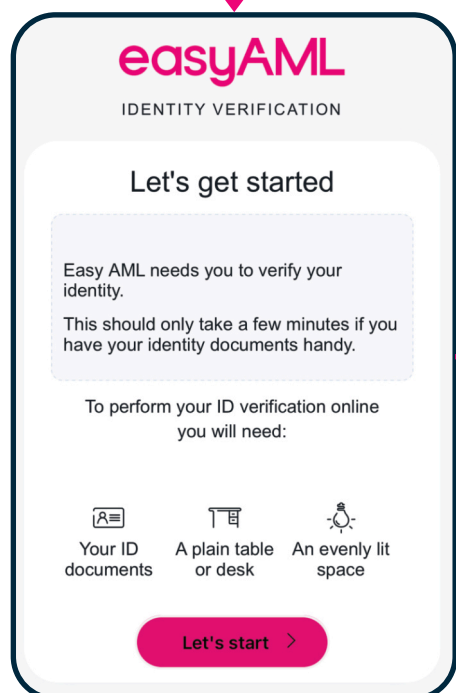 easyAML
IDENTITY VERIFICATION
Let's get started
Easy AML needs you to verify your
identity.
This should only take a few minutes if you
have your identity documents handy.
To perform your ID verification online
you will need:
Your ID
documents
A plain table
or desk
An evenly lit
space
Let's start